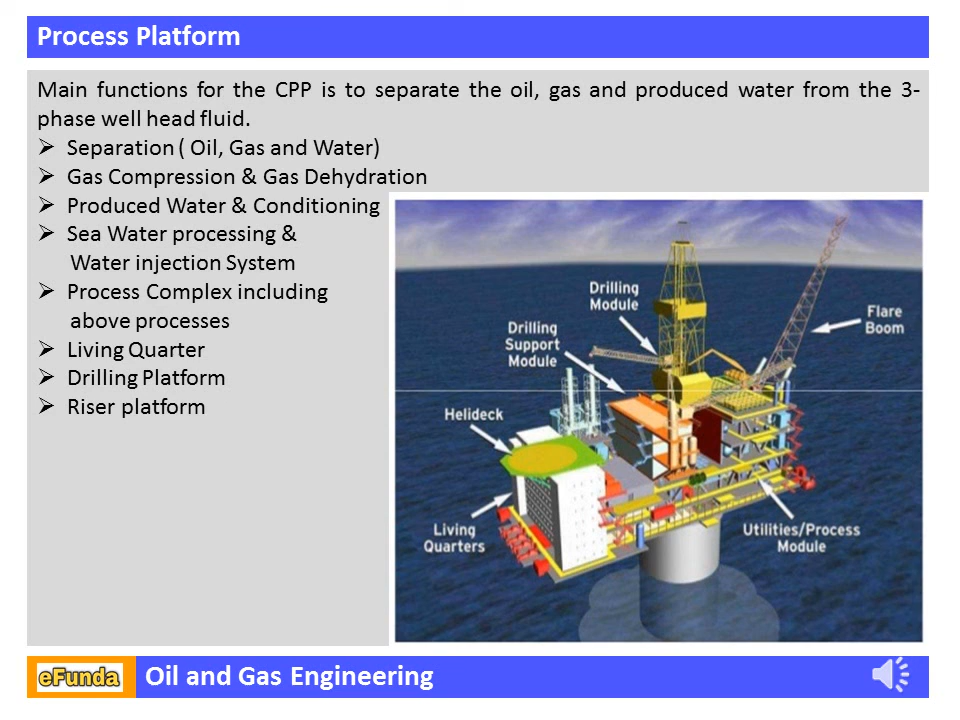 Process Platform
Main functions for the CPP is to separate the oil, gas and produced water from the 3-
phase well head fluid.
➢ Separation ( Oil, Gas and Water)
➢ Gas Compression & Gas Dehydration
➢ Produced Water & Conditioning
➢ Sea Water processing &
Water injection System
➢ Process Complex including
above processes
➢ Living Quarter
➢ Drilling Platform
➢ Riser platform
Drilling
Module
Flare
Boom
Drilling
Support
Module
Helideck
Living
Quarters
Utilities/Process
Module
eFunda
Oil and Gas Engineering